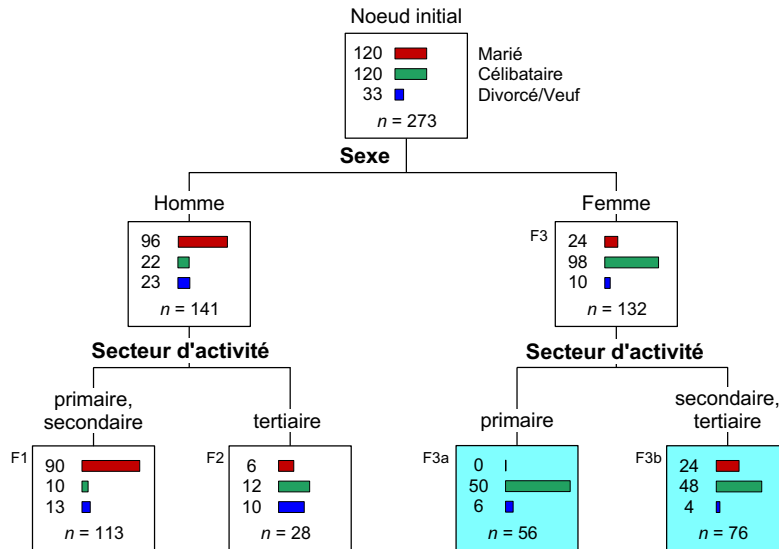 Noeud initial
120 Marié
120 Célibataire
33 Divorcé/Veuf
n = 273
Sexe
Homme
96
22
23
n = 141
Femme
F3
24
98
10
n = 132
Secteur d'activité
Secteur d'activité
primaire,
secondaire
F1
90
10
13
n = 113
tertiaire
F2
6
12
10
n = 28
primaire
F3a
0
50
6
n = 56
secondaire,
tertiaire
F3b
24
48
4
n = 76